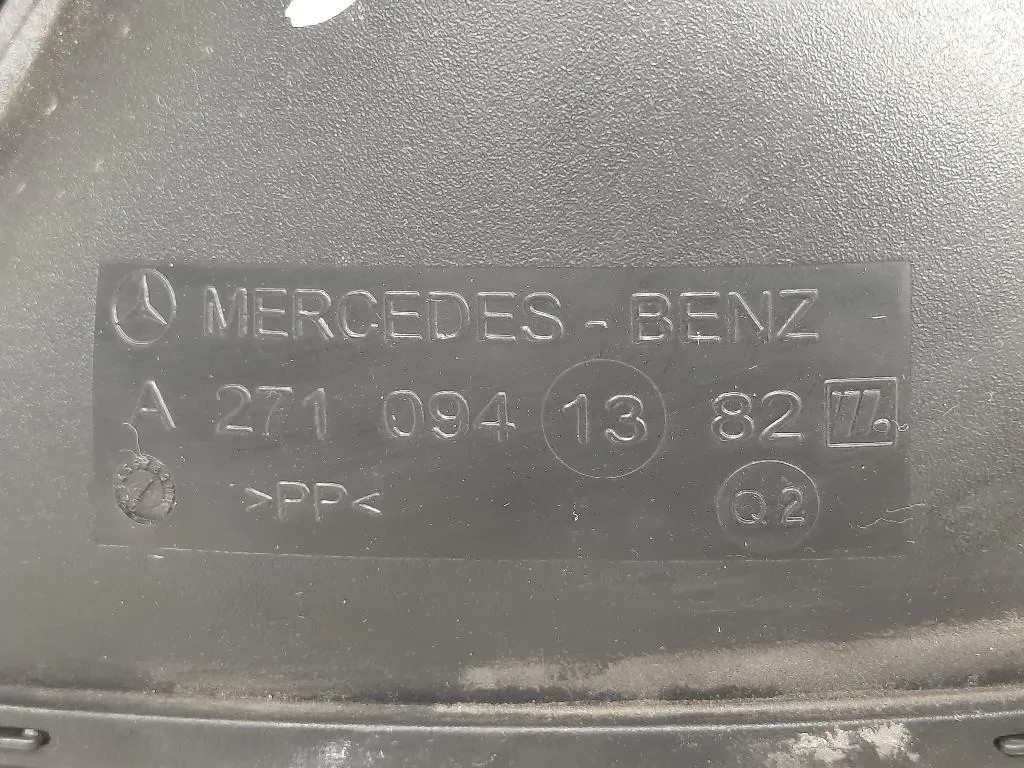 MERCEDES - BENZ
A 271 094 13 82
>PP<
Q2